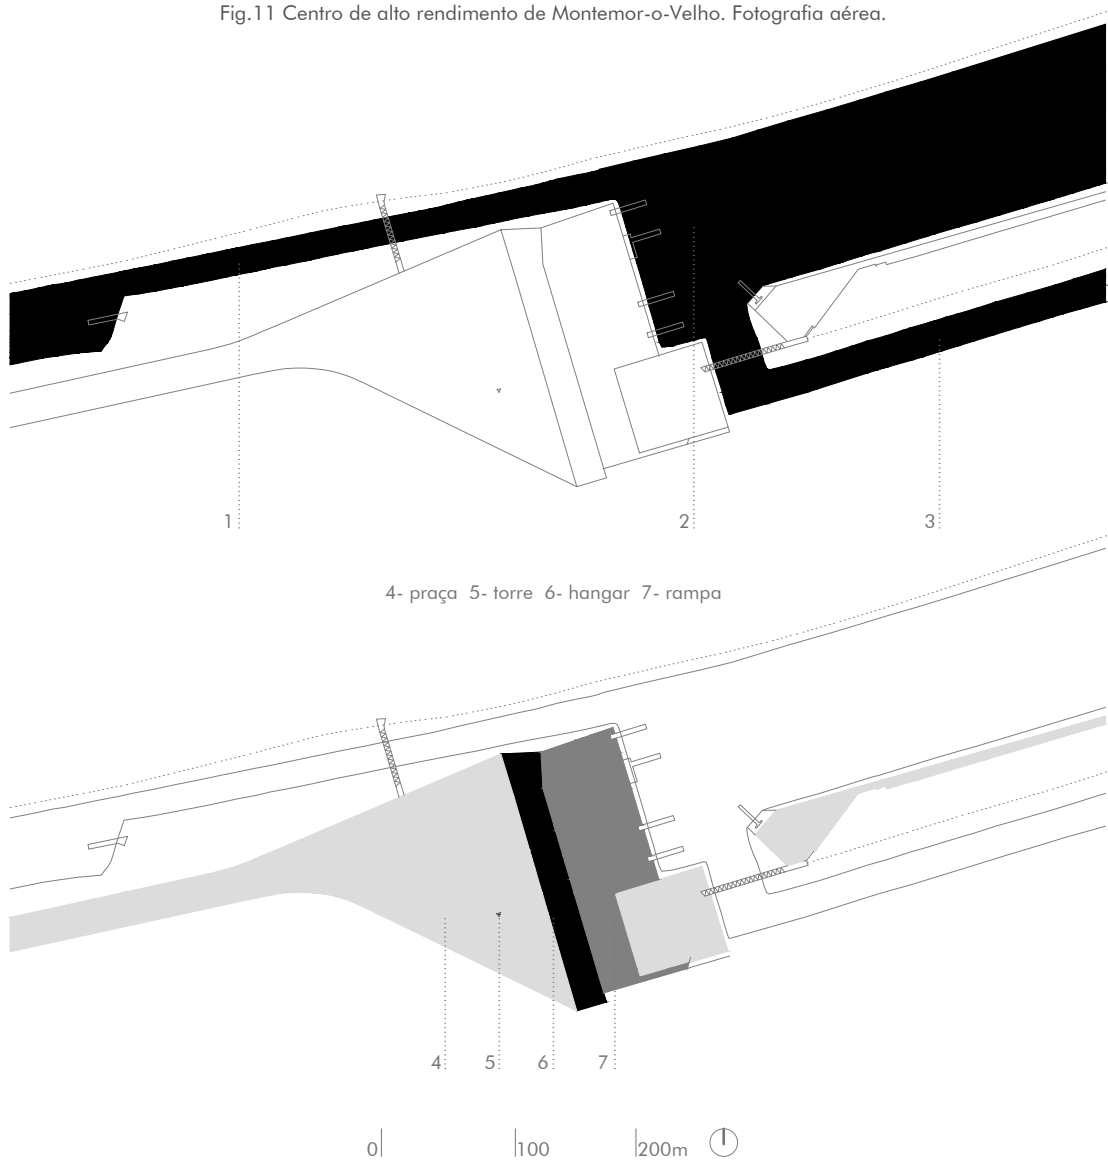 Fig.11 Centro de alto rendimento de Montemor-o-Velho. Fotografia aérea.
1 2 3
4- praça 5- torre 6- hangar 7- rampa
4 5 6 7
0 100 200m